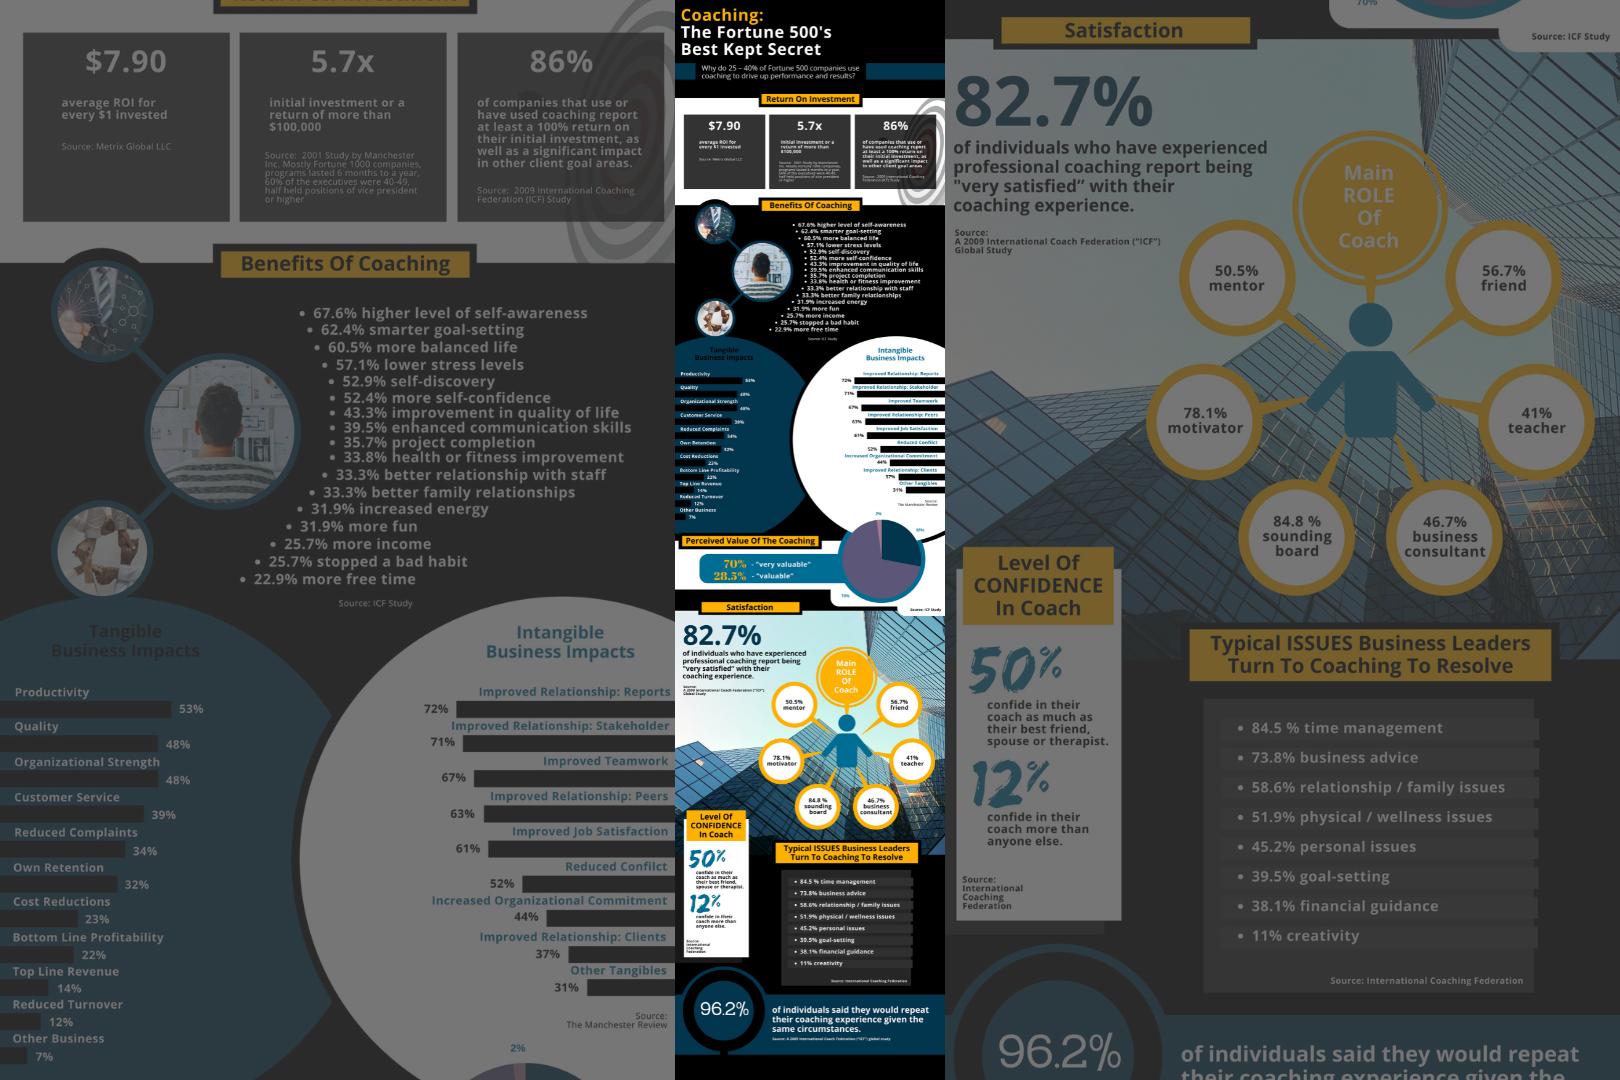 Coaching:
The Fortune 500's
Best Kept Secret
Why do 25 – 40% of Fortune 500 companies use
coaching to drive up performance and results?
Return On Investment
$7.90
average ROI for
every $1 invested
Source: Metrix Global LLC
5.7x
initial investment or a
return of more than
$100,000
Source: 2001 Study by Manchester
Inc. Mostly Fortune 1000 companies,
programs lasted 6 months to a year,
60% of the executives were 40-49,
half held positions of vice president
or higher
86%
of companies that use or
have used coaching report
at least a 100% return on
their initial investment, as
well as a significant impact
in other client goal areas.
Source: 2009 International Coaching
Federation (ICF) Study
Benefits Of Coaching
67.6% higher level of self-awareness
62.4% smarter goal-setting
60.5% more balanced life
57.1% lower stress levels
52.9% self-discovery
52.4% more self-confidence
43.3% improvement in quality of life
39.5% enhanced communication skills
35.7% project completion
33.8% health or fitness improvement
33.3% better relationship with staff
33.3% better family relationships
31.9% increased energy
31.9% more fun
25.7% more income
25.7% stopped a bad habit
22.9% more free time
Source: ICF Study
Tangible
Business Impacts
Productivity
53%
Quality
48%
Organizational Strength
48%
Customer Service
39%
Reduced Complaints
34%
Own Retention
32%
Cost Reductions
23%
Bottom Line Profitability
22%
Top Line Revenue
14%
Reduced Turnover
12%
Other Business
7%
Intangible
Business Impacts
Improved Relationship: Reports
72%
Improved Relationship: Stakeholder
71%
Improved Teamwork
67%
Improved Relationship: Peers
63%
Improved Job Satisfaction
61%
Reduced Confilct
52%
Increased Organizational Commitment
44%
Improved Relationship: Clients
37%
Other Tangibles
31%
Source:
The Manchester Review
2%
28%
70%
Perceived Value Of The Coaching
70% - "very valuable"
28.5% - "valuable"
Source: ICF Study
Satisfaction
82.7%
of individuals who have experienced
professional coaching report being
"very satisfied” with their
coaching experience.
Source:
A 2009 International Coach Federation ("ICF")
Global Study
Main
ROLE
Of
Coach
50.5%
mentor
56.7%
friend
78.1%
motivator
41%
teacher
84.8 %
sounding
board
46.7%
business
consultant
Level Of
CONFIDENCE
In Coach
50%
confide in their
coach as much as
their best friend,
spouse or therapist.
12%
confide in their
coach more than
anyone else.
Source:
International
Coaching
Federation
Typical ISSUES Business Leaders
Turn To Coaching To Resolve
84.5 % time management
73.8% business advice
58.6% relationship / family issues
51.9% physical / wellness issues
45.2% personal issues
39.5% goal-setting
38.1% financial guidance
11% creativity
Source: International Coaching Federation
96.2%
of individuals said they would repeat
their coaching experience given the
same circumstances.
Source: A 2009 International Coach Federation ("ICF") global study